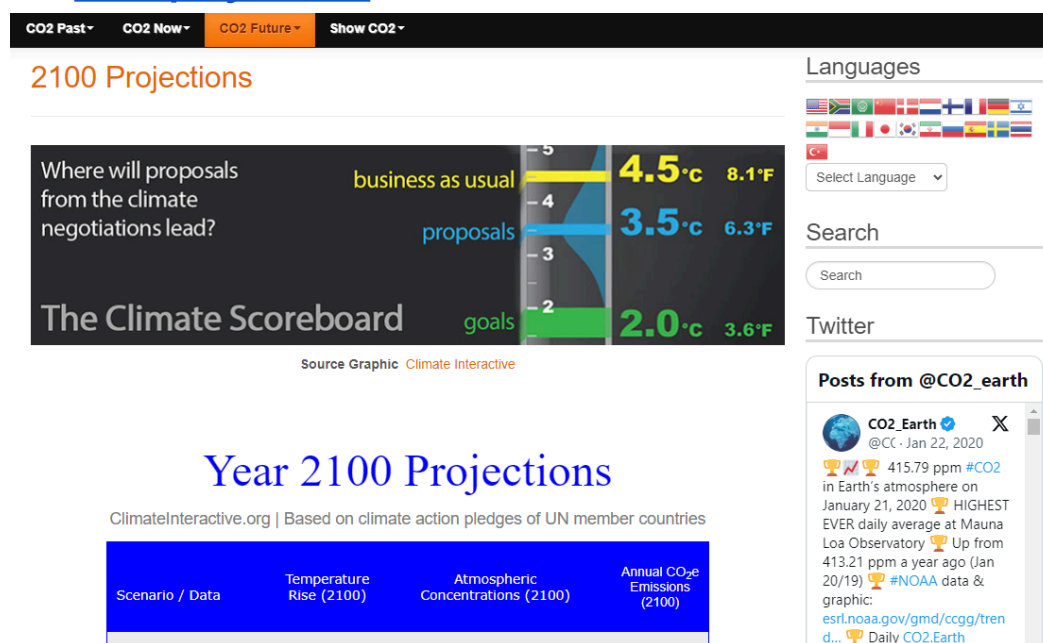 CO2 Past
CO2 Now
CO2 Future
Show CO2
2100 Projections
Where will proposals
from the climate
negotiations lead?
The Climate Scoreboard
business as usual
proposals
goals
5
4
3
2
4.5°C 8.1°F
3.5°C 6.3°F
2.0°C 3.6°F
Source Graphic Climate Interactive
Year 2100 Projections
ClimateInteractive.org | Based on climate action pledges of UN member countries
Scenario / Data
Temperature
Rise (2100)
Atmospheric
Concentrations (2100)
Annual CO₂e
Emissions
(2100)
Languages
Select Language
Search
Search
Twitter
Posts from @CO2_earth
CO2_Earth
@CC · Jan 22, 2020
🏆📈🏆 415.79 ppm #CO2
in Earth's atmosphere on
January 21, 2020 🏆 HIGHEST
EVER daily average at Mauna
Loa Observatory 🏆 Up from
413.21 ppm a year ago (Jan
20/19) 🏆 #NOAA data &
graphic:
esrl.noaa.gov/gmd/ccgg/tren
d... 🏆 Daily CO2.Earth